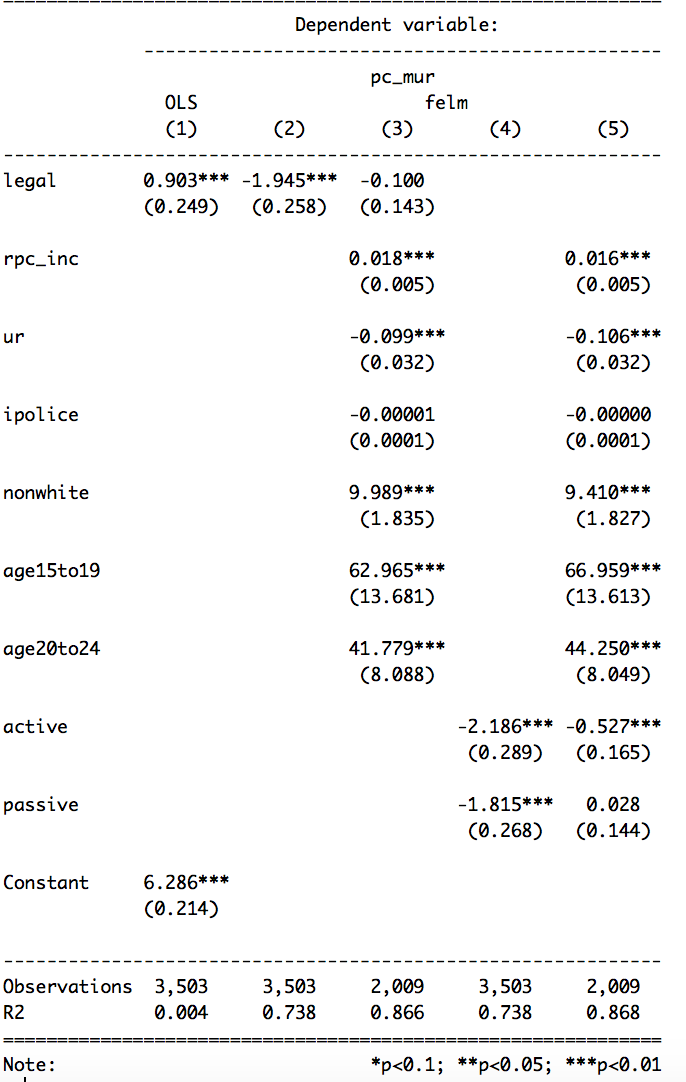 Dependent variable:
pc_mur
OLS felm
(1) (2) (3) (4) (5)
legal 0.903*** -1.945*** -0.100
(0.249) (0.258) (0.143)
rpc_inc 0.018*** 0.016***
(0.005) (0.005)
ur -0.099*** -0.106***
(0.032) (0.032)
ipolice -0.00001 -0.00000
(0.0001) (0.0001)
nonwhite 9.989*** 9.410***
(1.835) (1.827)
age15to19 62.965*** 66.959***
(13.681) (13.613)
age20to24 41.779*** 44.250***
(8.088) (8.049)
active -2.186*** -0.527***
(0.289) (0.165)
passive -1.815*** 0.028
(0.268) (0.144)
Constant 6.286***
(0.214)
Observations 3,503 3,503 2,009 3,503 2,009
R2 0.004 0.738 0.866 0.738 0.868
Note: *p<0.1; **p<0.05; ***p<0.01